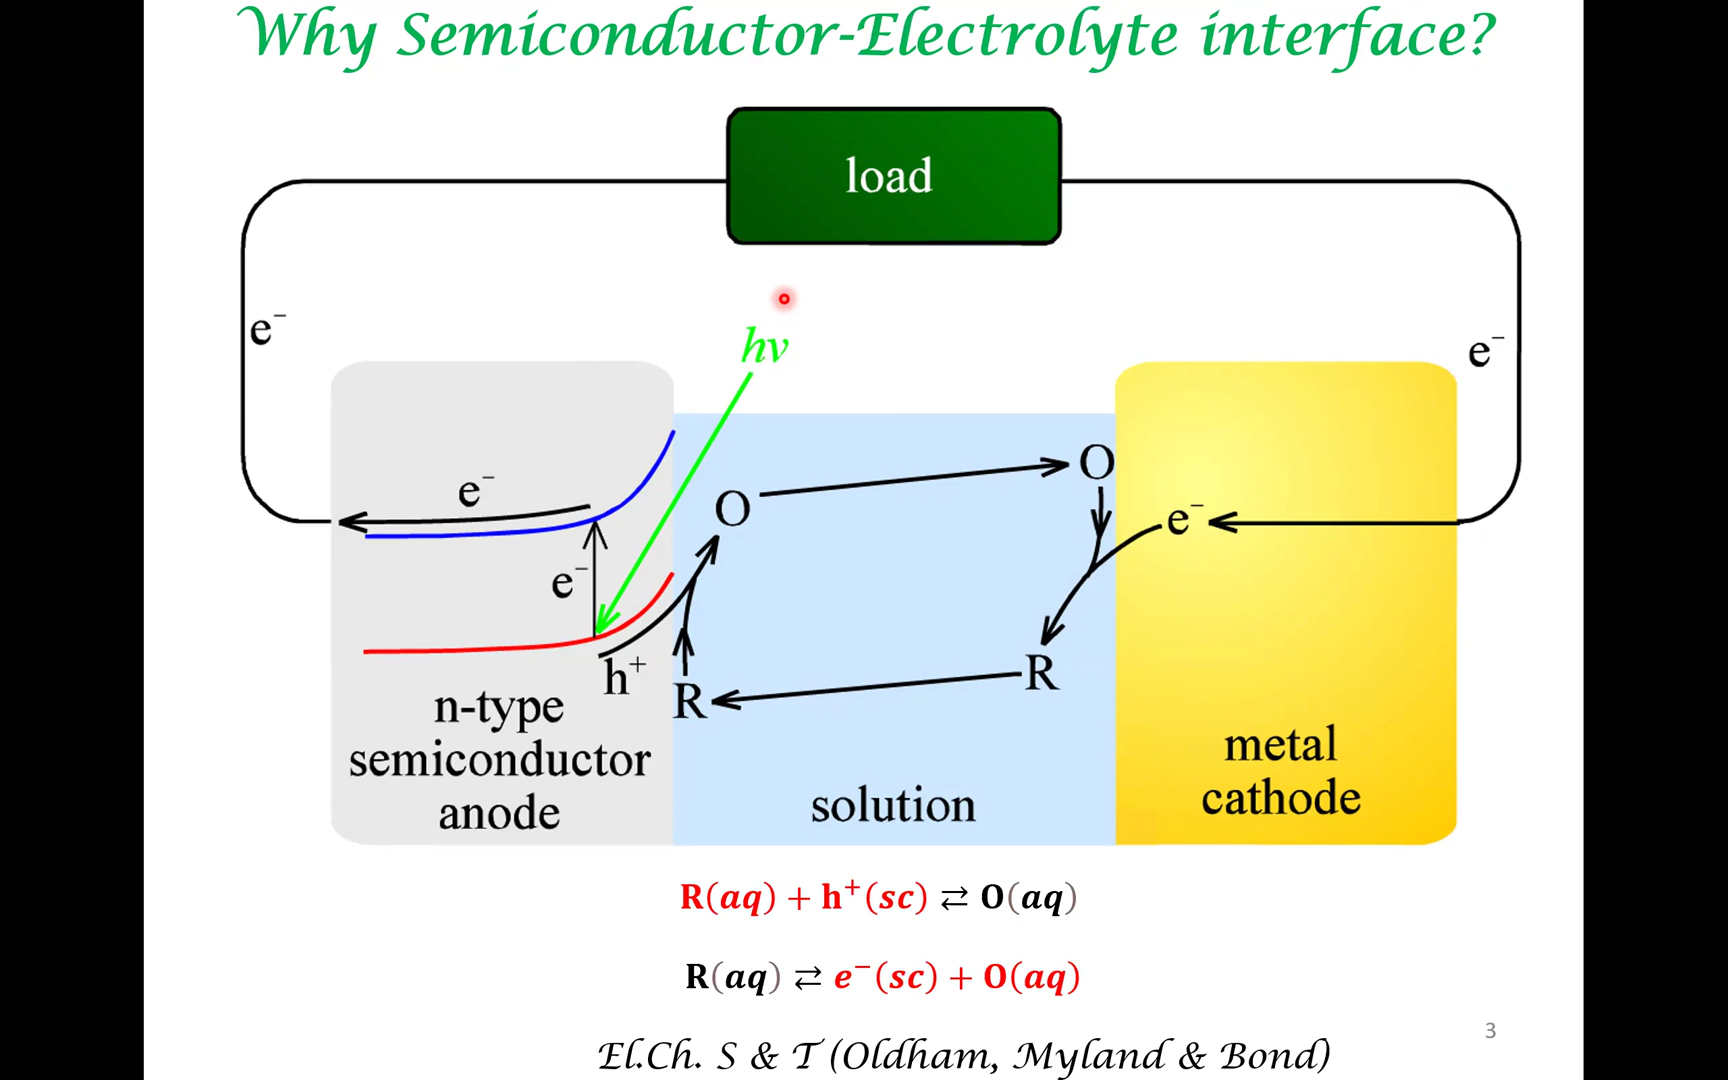 Why Semiconductor-Electrolyte interface?
load
e⁻
e⁻
hν
O
e⁻
O
e⁻
e⁻
h⁺
R
R
n-type
semiconductor
anode
solution
metal
cathode
R(aq) + h⁺(sc) ⇄ O(aq)
R(aq) ⇄ e⁻(sc) + O(aq)
3
El.Ch. S & T (Oldham, Myland & Bond)